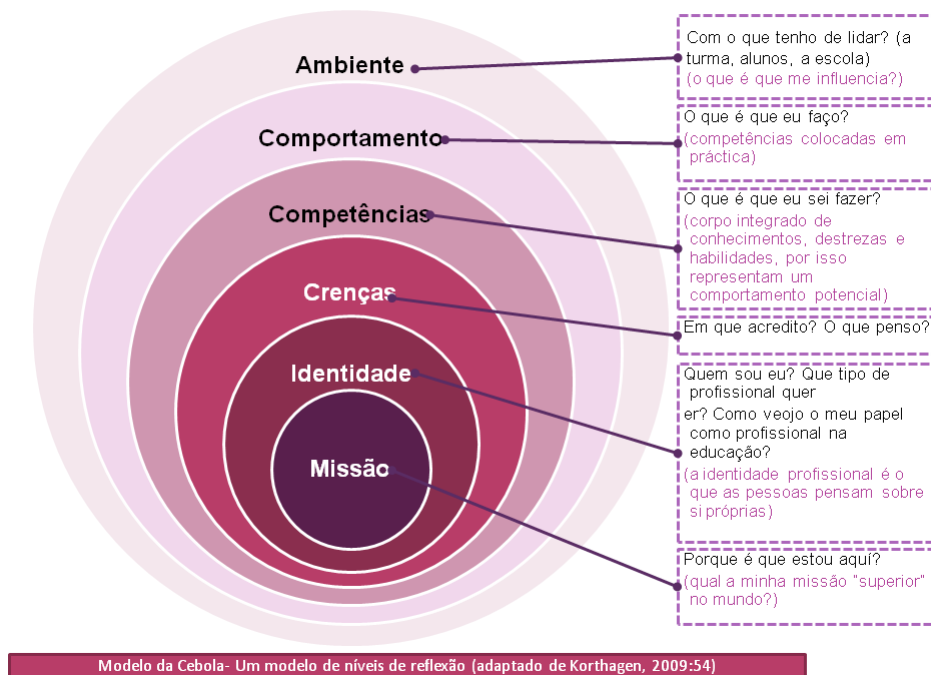 Ambiente
Comportamento
Competências
Crenças
Identidade
Missão
Com o que tenho de lidar? (a
turma, alunos, a escola)
(o que é que me influencia?)
O que é que eu faço?
(competências colocadas em
práctica)
O que é que eu sei fazer?
(corpo integrado de
conhecimentos, destrezas e
habilidades, por isso
representam um
comportamento potencial)
Em que acredito? O que penso?
Quem sou eu? Que tipo de
profissional quer
er? Como veojo o meu papel
como profissional na
educação?
(a identidade profissional é o
que as pessoas pensam sobre
si próprias)
Porque é que estou aquí?
(qual a minha missão "superior"
no mundo?)
Modelo da Cebola- Um modelo de níveis de reflexão (adaptado de Korthagen, 2009:54)